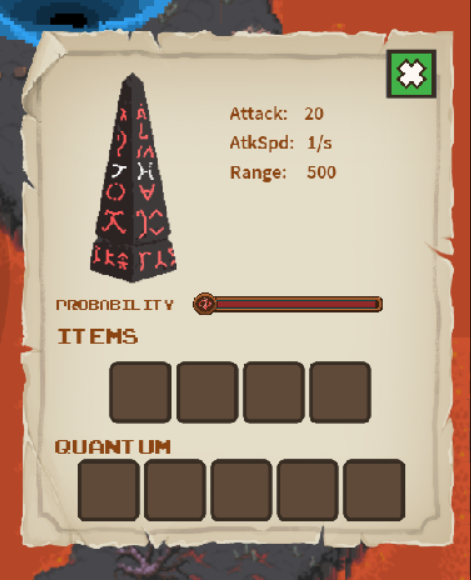 Attack: 20
AtkSpd: 1/s
Range: 500
PROBABILITY
ITEMS
QUANTUM